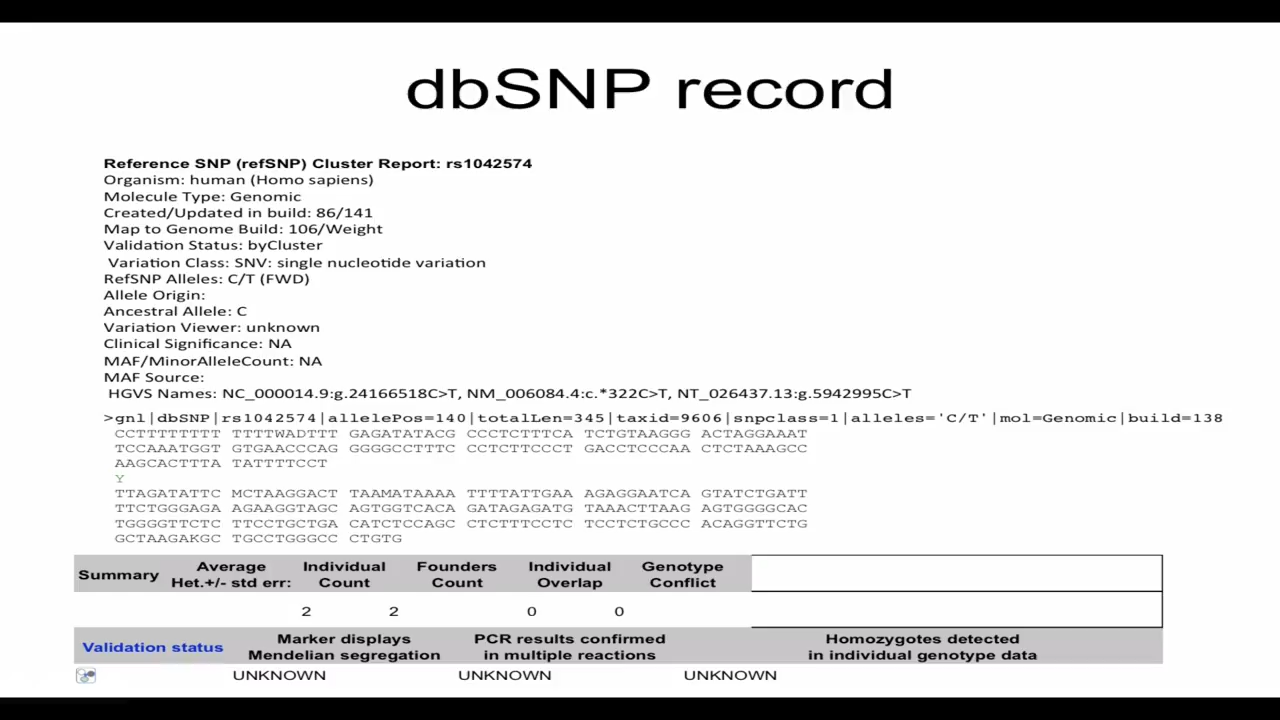 dbSNP record
Reference SNP (refSNP) Cluster Report: rs1042574
Organism: human (Homo sapiens)
Molecule Type: Genomic
Created/Updated in build: 86/141
Map to Genome Build: 106/Weight
Validation Status: byCluster
Variation Class: SNV: single nucleotide variation
RefSNP Alleles: C/T (FWD)
Allele Origin:
Ancestral Allele: C
Variation Viewer: unknown
Clinical Significance: NA
MAF/MinorAlleleCount: NA
MAF Source:
HGVS Names: NC_000014.9:g.24166518C>T, NM_006084.4:c.*322C>T, NT_026437.13:g.5942995C>T
>gnl|dbSNP|rs1042574|allelePos=140|totalLen=345|taxid=9606|snpclass=1|alleles='C/T'|mol=Genomic|build=138
CCTTTTTTTT TTTTWADTTT GAGATATACG CCCTCTTTCA TCTGTAAGGG ACTAGGAAAT
TCCAAATGGT GTGAACCCAG GGGGCCTTTC CCTCTTCCCT GACCTCCCAA CTCTAAAGCC
AAGCACTTTA TATTTTCCT
Y
TTAGATATTC MCTAAGGACT TAAMATAAAA TTTTATTGAA AGAGGAATCA GTATCTGATT
TTCTGGGAGA AGAAGGTAGC AGTGGTCACA GATAGAGATG TAAACTTAAG AGTGGGGCAC
TGGGGTTCTC TTCCTGCTGA CATCTCCAGC CTCTTTCCTC TCCTCTGCCC ACAGGTTCTG
GCTAAGAKGC TGCCTGGGCC CTGTG
Summary Average Het.+/- std err: Individual Count Founders Count Individual Overlap Genotype Conflict
2 2 0 0
Validation status Marker displays Mendelian segregation PCR results confirmed in multiple reactions Homozygotes detected in individual genotype data
UNKNOWN UNKNOWN UNKNOWN